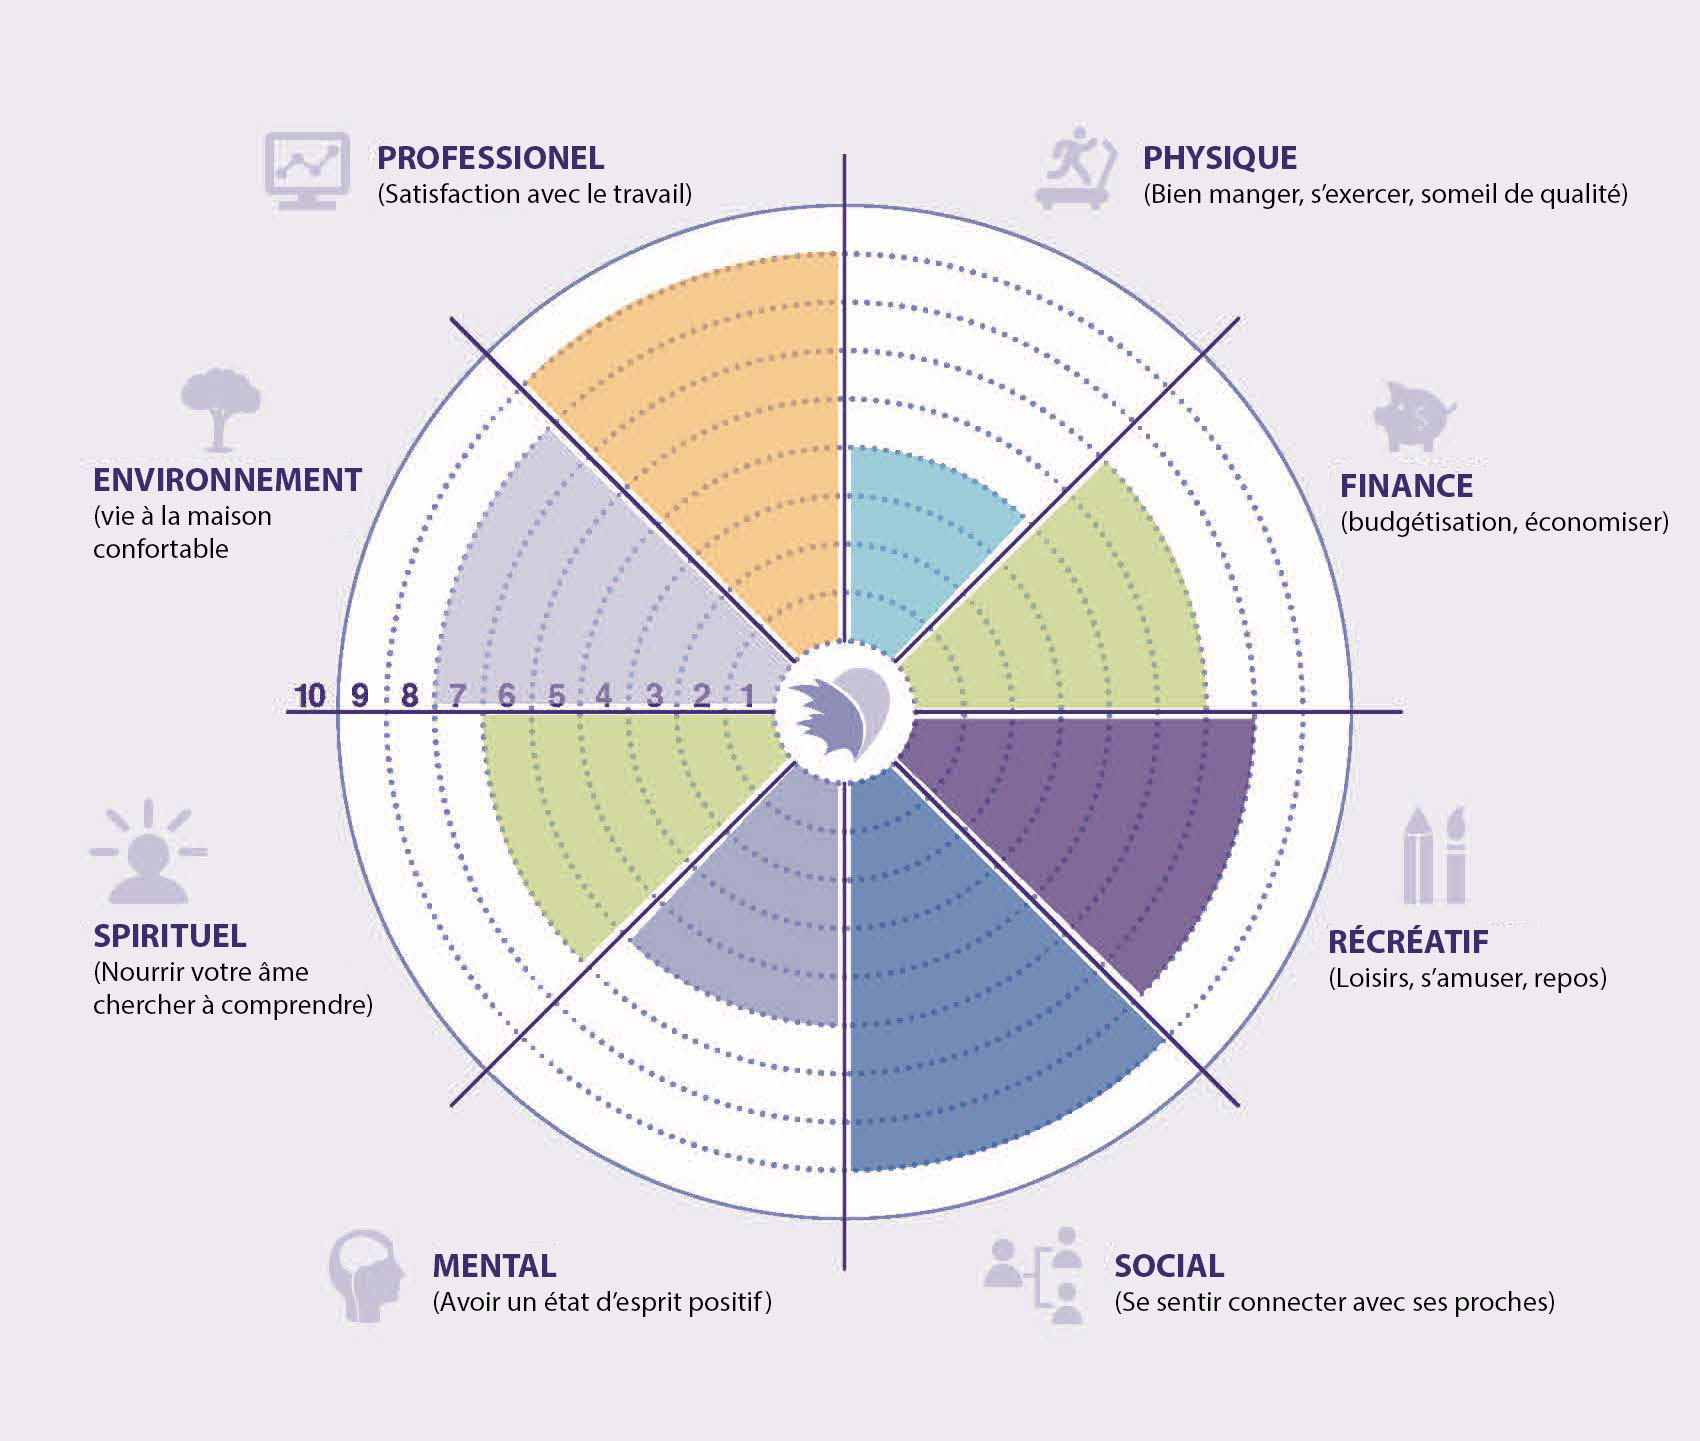 PROFESSIONEL
(Satisfaction avec le travail)
PHYSIQUE
(Bien manger, s’exercer, someil de qualité)
ENVIRONNEMENT
(vie à la maison
confortable
FINANCE
(budgétisation, économiser)
10 9 8 7 6 5 4 3 2 1
SPIRITUEL
(Nourrir votre âme
chercher à comprendre)
RÉCRÉATIF
(Loisirs, s’amuser, repos)
MENTAL
(Avoir un état d’esprit positif)
SOCIAL
(Se sentir connecter avec ses proches)